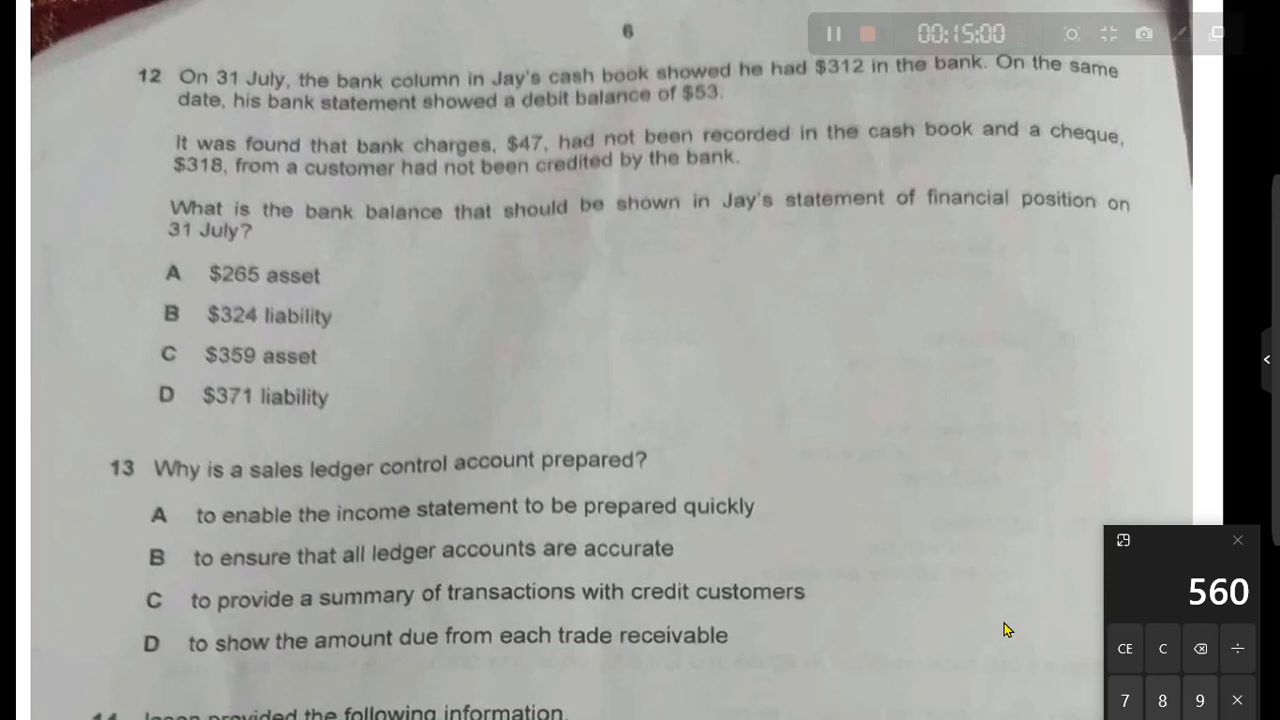 6
00:15:00
12 On 31 July, the bank column in Jay's cash book showed he had $312 in the bank. On the same
date, his bank statement showed a debit balance of $53.
It was found that bank charges, $47, had not been recorded in the cash book and a cheque,
$318, from a customer had not been credited by the bank.
What is the bank balance that should be shown in Jay's statement of financial position on
31 July?
A $265 asset
B $324 liability
C $359 asset
D $371 liability
13 Why is a sales ledger control account prepared?
A to enable the income statement to be prepared quickly
B to ensure that all ledger accounts are accurate
C to provide a summary of transactions with credit customers
D to show the amount due from each trade receivable
provided the following information.
560
CE C ÷
7 8 9 ×